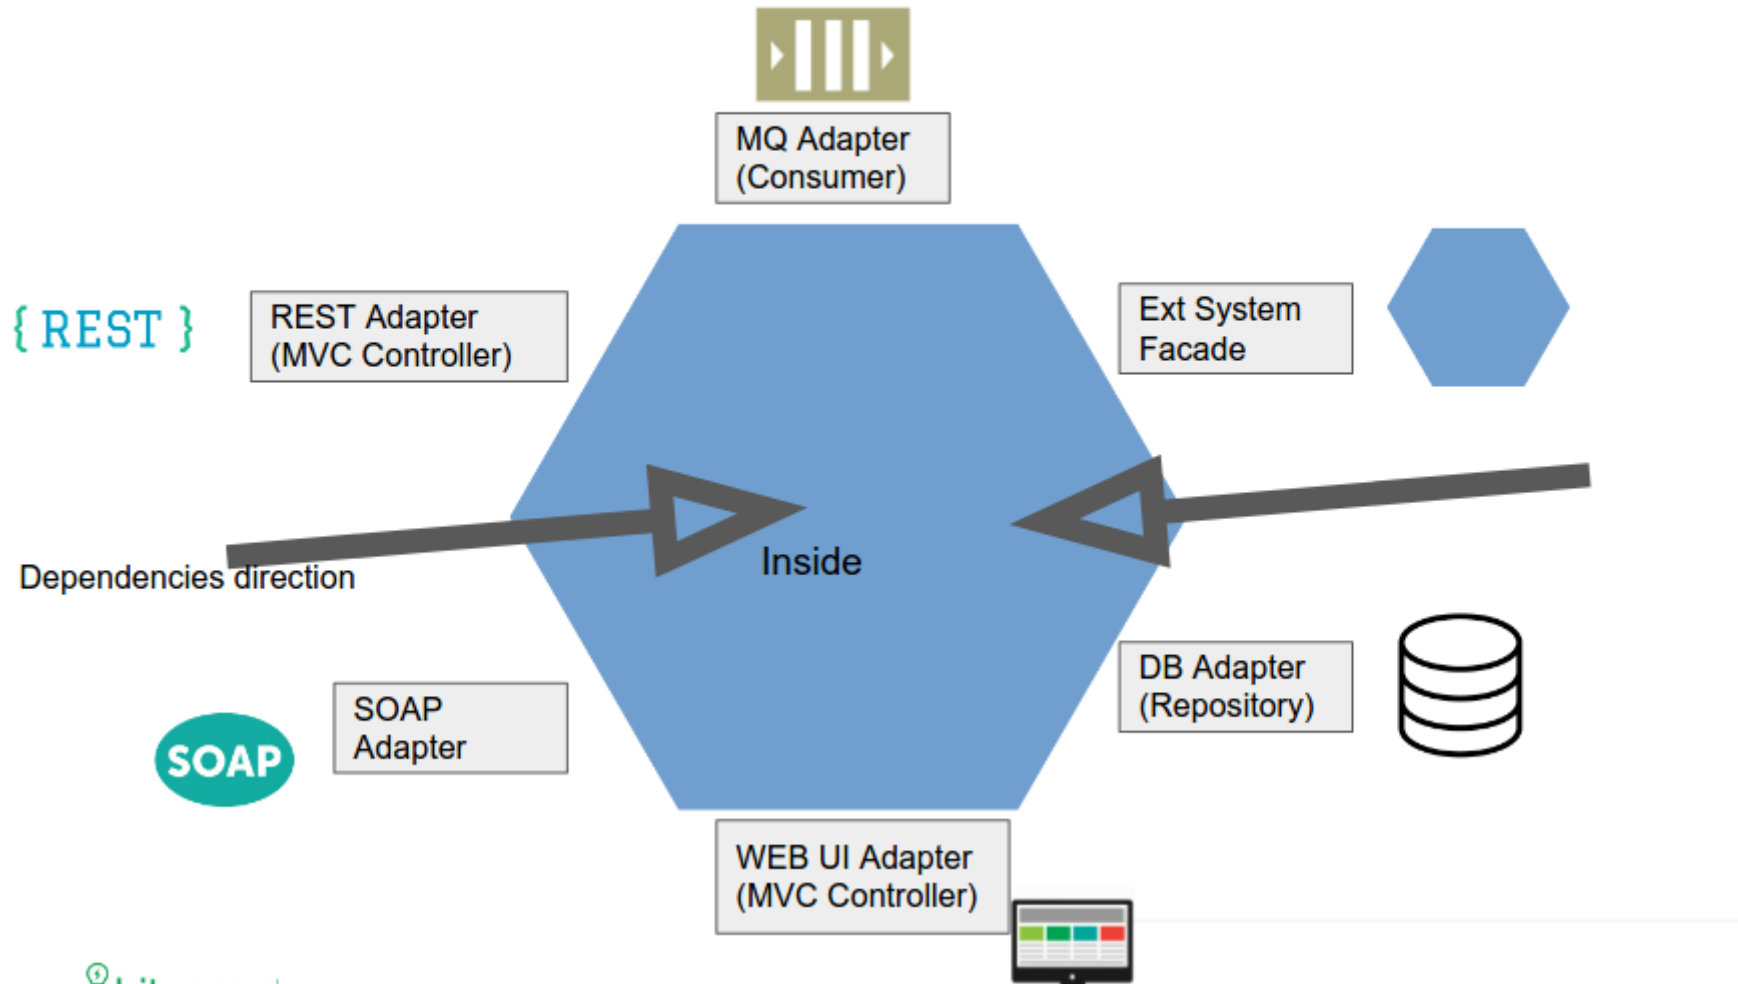 MQ Adapter
(Consumer)
{ REST }
REST Adapter
(MVC Controller)
Ext System
Facade
Inside
Dependencies direction
SOAP
SOAP
Adapter
DB Adapter
(Repository)
WEB UI Adapter
(MVC Controller)